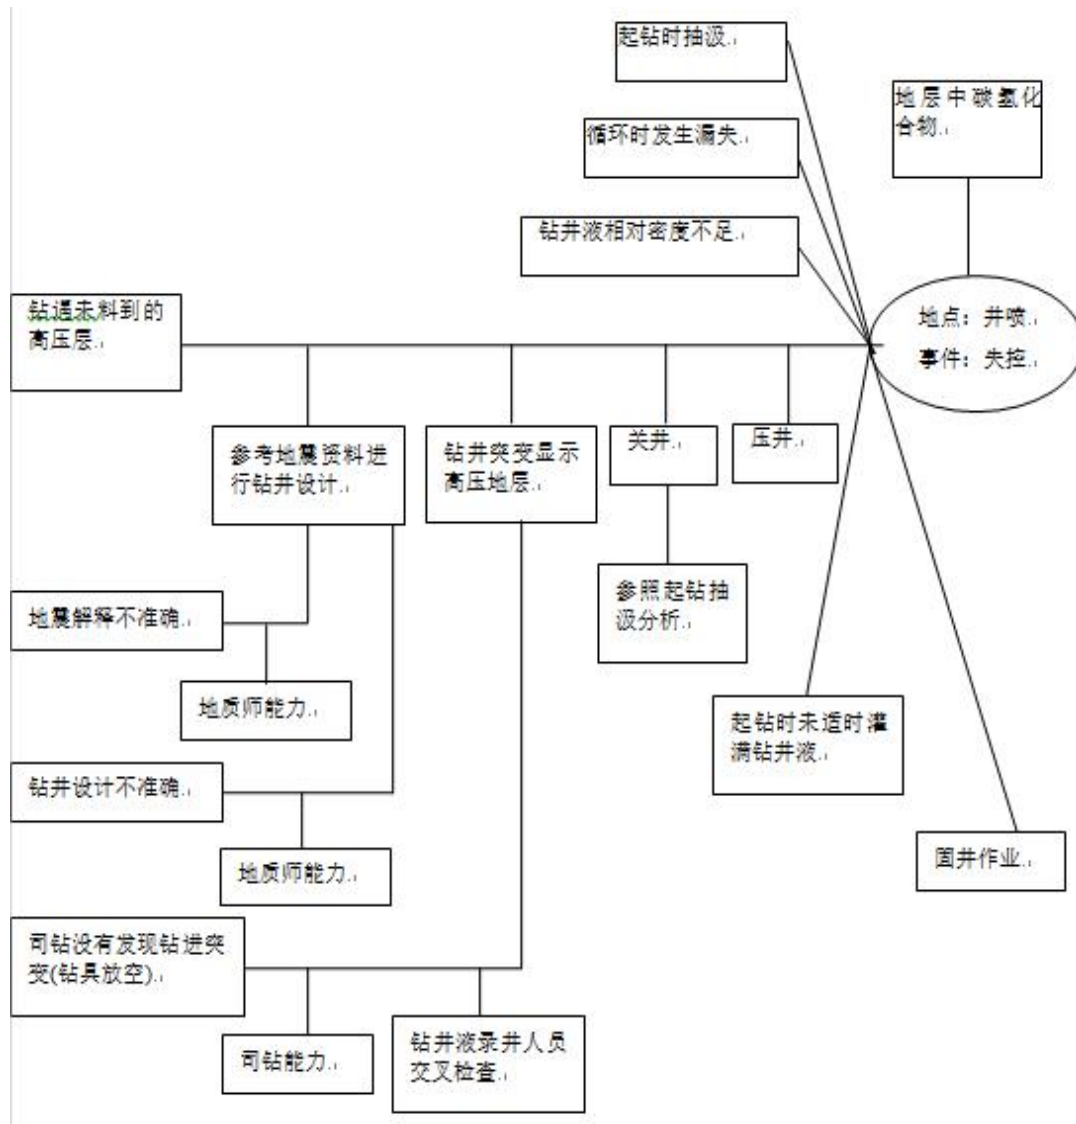 起钻时抽汲
地层中碳氢化
合物
循环时发生漏失
钻井液相对密度不足
钻遇未料到的
高压层
地点：井喷
事件：失控
参考地震资料进
行钻井设计
钻井突变显示
高压地层
关井
压井
地震解释不准确
参照起钻抽
汲分析
地质师能力
起钻时未适时灌
满钻井液
钻井设计不准确
地质师能力
固井作业
司钻没有发现钻进突
变(钻具放空)
司钻能力
钻井液录井人员
交叉检查